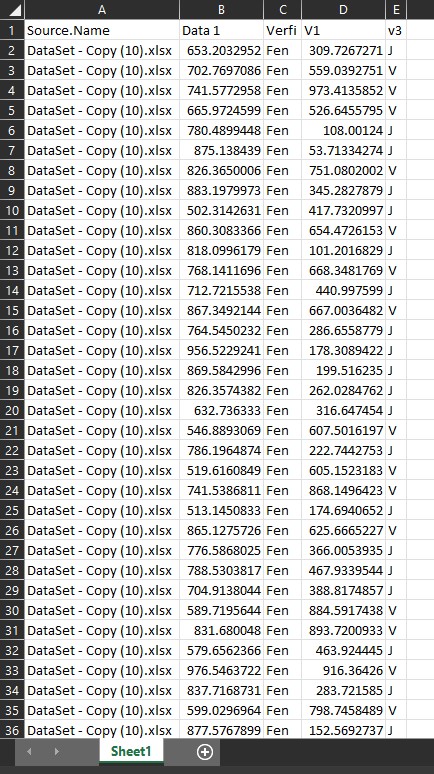 A B C D E
1 Source.Name Data 1 Verfi V1 v3
2 DataSet - Copy (10).xlsx 653.2032952 Fen 309.7267271 J
3 DataSet - Copy (10).xlsx 702.7697086 Fen 559.0392751 V
4 DataSet - Copy (10).xlsx 741.5772958 Fen 973.4135852 V
5 DataSet - Copy (10).xlsx 665.9724599 Fen 526.6455795 V
6 DataSet - Copy (10).xlsx 780.4899448 Fen 108.00124 J
7 DataSet - Copy (10).xlsx 875.138439 Fen 53.71334274 J
8 DataSet - Copy (10).xlsx 826.3650006 Fen 751.0802002 V
9 DataSet - Copy (10).xlsx 883.1979973 Fen 345.2827879 J
10 DataSet - Copy (10).xlsx 502.3142631 Fen 417.7320997 J
11 DataSet - Copy (10).xlsx 860.3083366 Fen 654.4726153 V
12 DataSet - Copy (10).xlsx 818.0996179 Fen 101.2016829 J
13 DataSet - Copy (10).xlsx 768.1411696 Fen 668.3481769 V
14 DataSet - Copy (10).xlsx 712.7215538 Fen 440.997599 J
15 DataSet - Copy (10).xlsx 867.3492144 Fen 667.0036482 V
16 DataSet - Copy (10).xlsx 764.5450232 Fen 286.6558779 J
17 DataSet - Copy (10).xlsx 956.5229241 Fen 178.3089422 J
18 DataSet - Copy (10).xlsx 869.5842996 Fen 199.516235 J
19 DataSet - Copy (10).xlsx 826.3574382 Fen 262.0284762 J
20 DataSet - Copy (10).xlsx 632.736333 Fen 316.647454 J
21 DataSet - Copy (10).xlsx 546.8893069 Fen 607.5016197 V
22 DataSet - Copy (10).xlsx 786.1964874 Fen 222.7442753 J
23 DataSet - Copy (10).xlsx 519.6160849 Fen 605.1523183 V
24 DataSet - Copy (10).xlsx 741.5386811 Fen 868.1496423 V
25 DataSet - Copy (10).xlsx 513.1450833 Fen 174.6940652 J
26 DataSet - Copy (10).xlsx 865.1275726 Fen 625.6665227 V
27 DataSet - Copy (10).xlsx 776.5868025 Fen 366.0053935 J
28 DataSet - Copy (10).xlsx 788.5303817 Fen 467.9339544 J
29 DataSet - Copy (10).xlsx 704.9138044 Fen 388.8174857 J
30 DataSet - Copy (10).xlsx 589.7195644 Fen 884.5917438 V
31 DataSet - Copy (10).xlsx 831.680048 Fen 893.7200933 V
32 DataSet - Copy (10).xlsx 579.6562366 Fen 463.924445 J
33 DataSet - Copy (10).xlsx 976.5463722 Fen 916.36426 V
34 DataSet - Copy (10).xlsx 837.7168731 Fen 283.721585 J
35 DataSet - Copy (10).xlsx 599.0296964 Fen 798.7458489 V
36 DataSet - Copy (10).xlsx 877.5767899 Fen 152.5692737 J
Sheet1